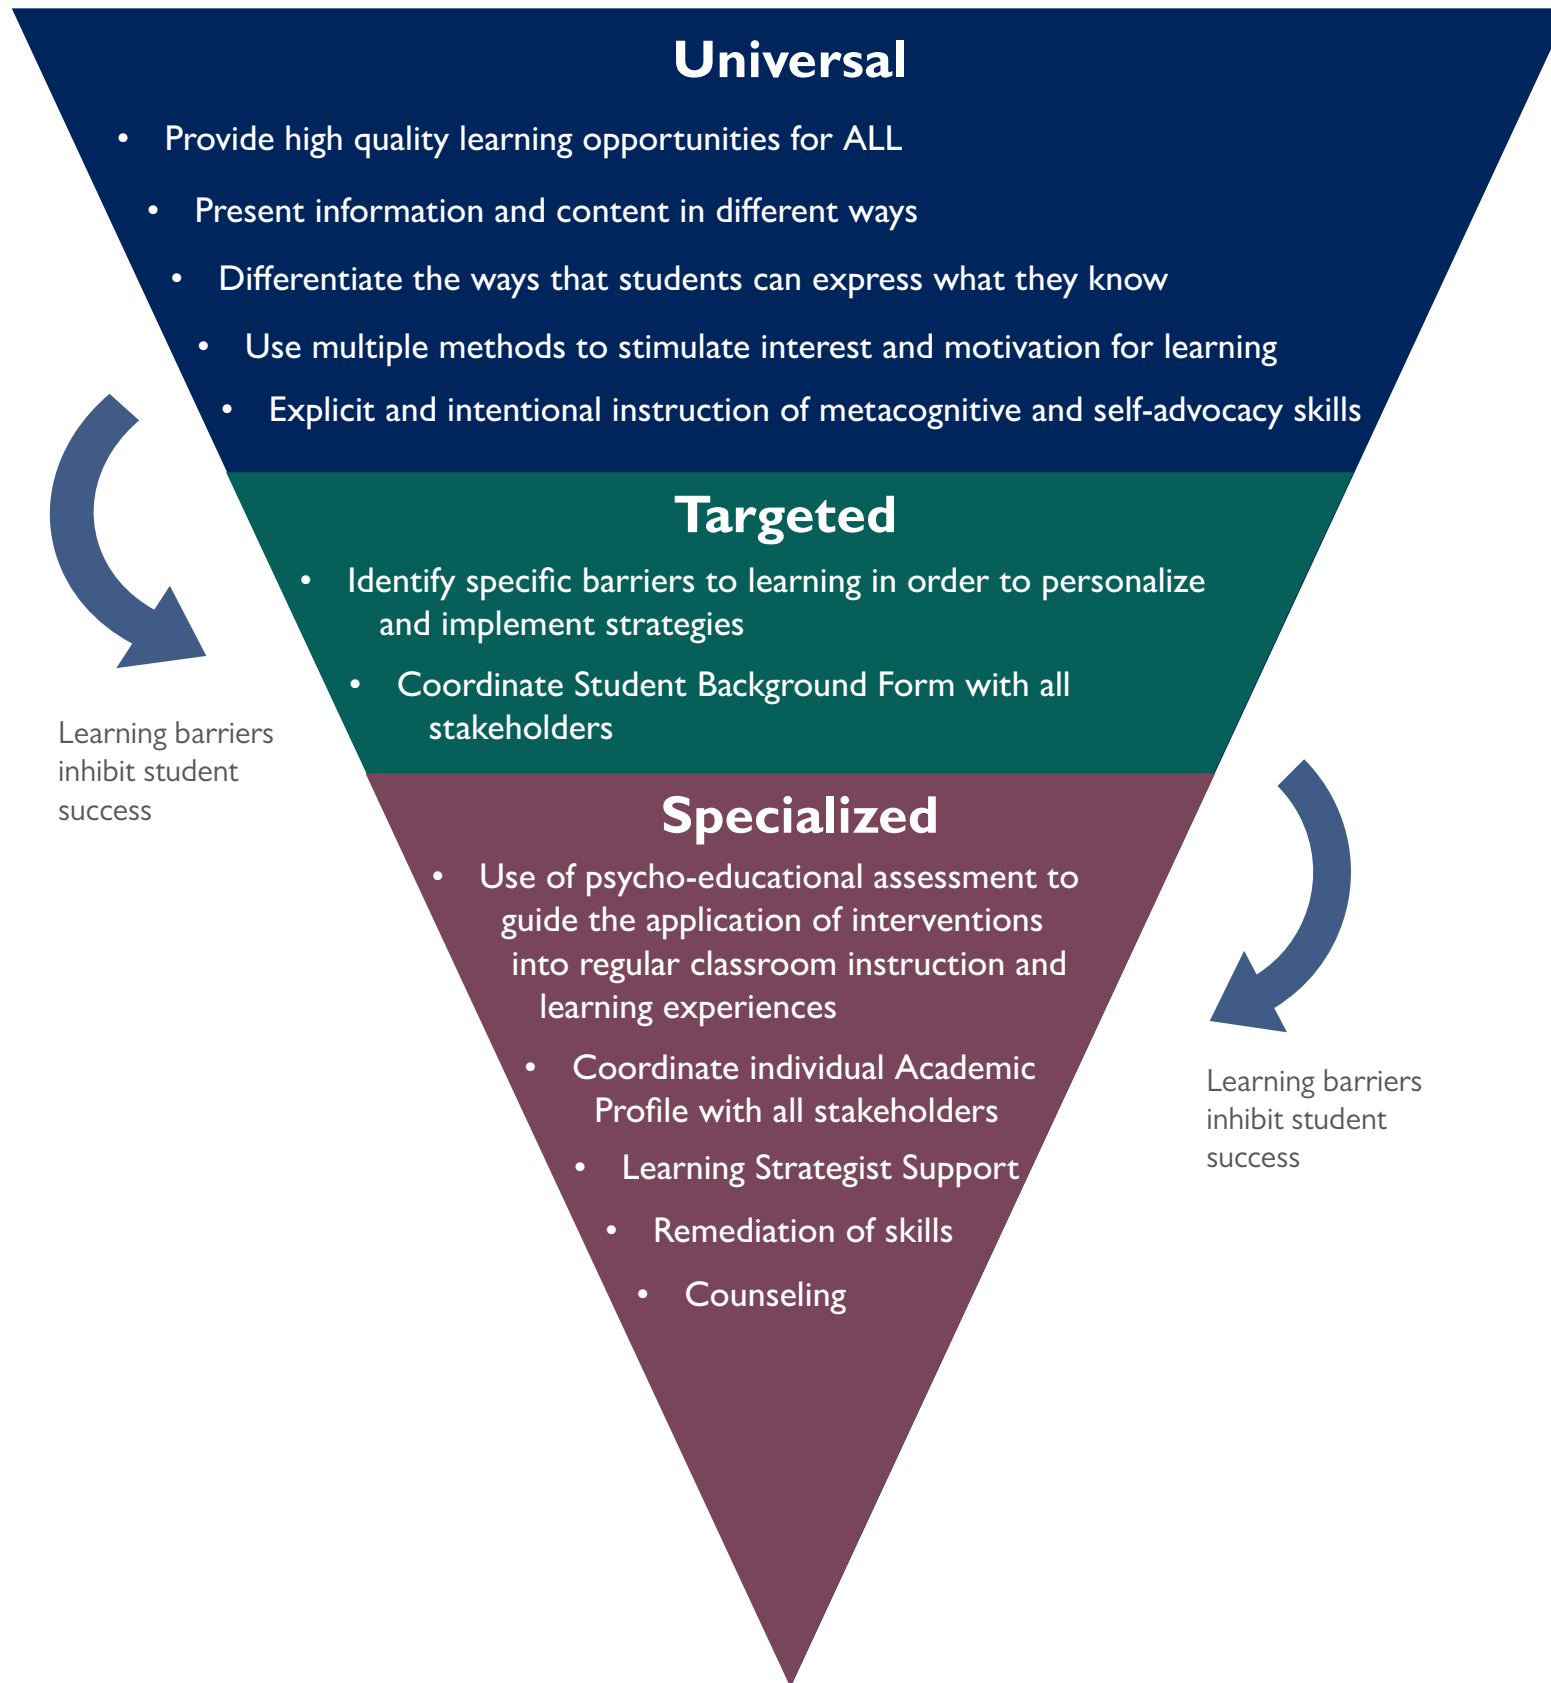 Universal
• Provide high quality learning opportunities for ALL
• Present information and content in different ways
• Differentiate the ways that students can express what they know
• Use multiple methods to stimulate interest and motivation for learning
• Explicit and intentional instruction of metacognitive and self-advocacy skills
Targeted
• Identify specific barriers to learning in order to personalize
and implement strategies
• Coordinate Student Background Form with all
stakeholders
Learning barriers
inhibit student
success
Specialized
• Use of psycho-educational assessment to
guide the application of interventions
into regular classroom instruction and
learning experiences
• Coordinate individual Academic
Profile with all stakeholders
• Learning Strategist Support
• Remediation of skills
• Counseling
Learning barriers
inhibit student
success